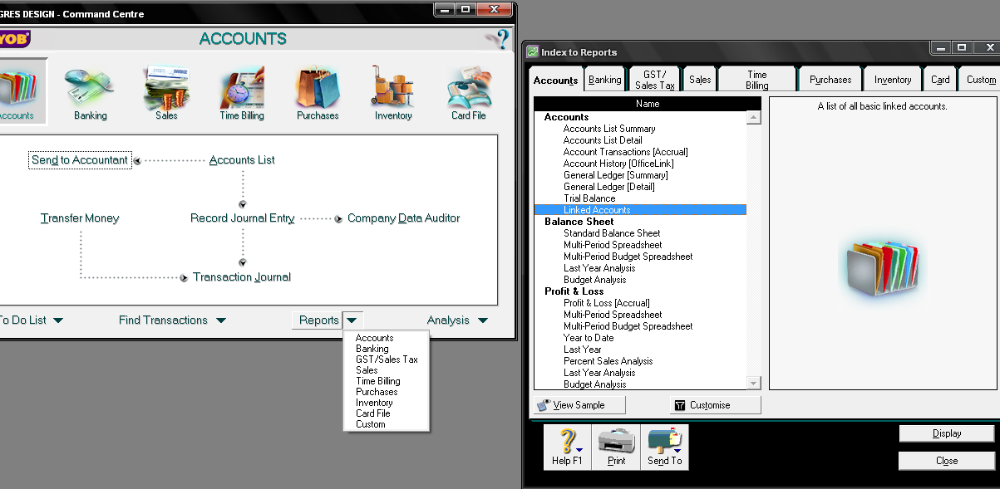 GRES DESIGN - Command Centre
YOB
ACCOUNTS
?
Accounts
Banking
Sales
Time Billing
Purchases
Inventory
Card File
Send to Accountant
Accounts List
Transfer Money
Record Journal Entry
Company Data Auditor
Transaction Journal
To Do List
Find Transactions
Reports
Analysis
Accounts
Banking
GST/Sales Tax
Sales
Time Billing
Purchases
Inventory
Card File
Custom
Index to Reports
Accounts
Banking
GST/
Sales Tax
Sales
Time
Billing
Purchases
Inventory
Card
Custom
Name
Accounts
Accounts List Summary
Accounts List Detail
Account Transactions [Accrual]
Account History [OfficeLink]
General Ledger [Summary]
General Ledger [Detail]
Trial Balance
Linked Accounts
Balance Sheet
Standard Balance Sheet
Multi-Period Spreadsheet
Multi-Period Budget Spreadsheet
Last Year Analysis
Budget Analysis
Profit & Loss
Profit & Loss [Accrual]
Multi-Period Spreadsheet
Multi-Period Budget Spreadsheet
Year to Date
Last Year
Percent Sales Analysis
Last Year Analysis
Budget Analysis
A list of all basic linked accounts.
View Sample
Customise
Help F1
Print
Send To
Display
Close